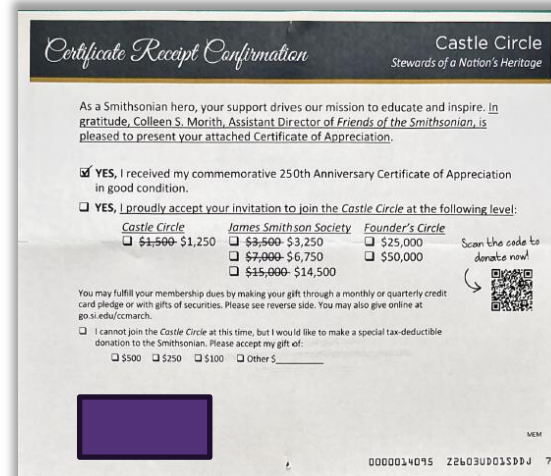 Certificate Receipt Confirmation
Castle Circle
Stewards of a Nation's Heritage
As a Smithsonian hero, your support drives our mission to educate and inspire. In
gratitude, Colleen S. Morith, Assistant Director of Friends of the Smithsonian, is
pleased to present your attached Certificate of Appreciation.
YES, I received my commemorative 250th Anniversary Certificate of Appreciation
in good condition.
YES, I proudly accept your invitation to join the Castle Circle at the following level:
Castle Circle James Smithson Society Founder's Circle
$1,500 $1,250 $3,500 $3,250 $25,000
$7,000 $6,750 $50,000
$15,000 $14,500
Scan the code to
donate now!
You may fulfill your membership dues by making your gift through a monthly or quarterly credit
card pledge or with gifts of securities. Please see reverse side. You may also give online at
go.si.edu/ccmarch.
I cannot join the Castle Circle at this time, but I would like to make a special tax-deductible
donation to the Smithsonian. Please accept my gift of:
$500 $250 $100 Other $________
MEM
0000014095 Z2603UD01SDDJ 7